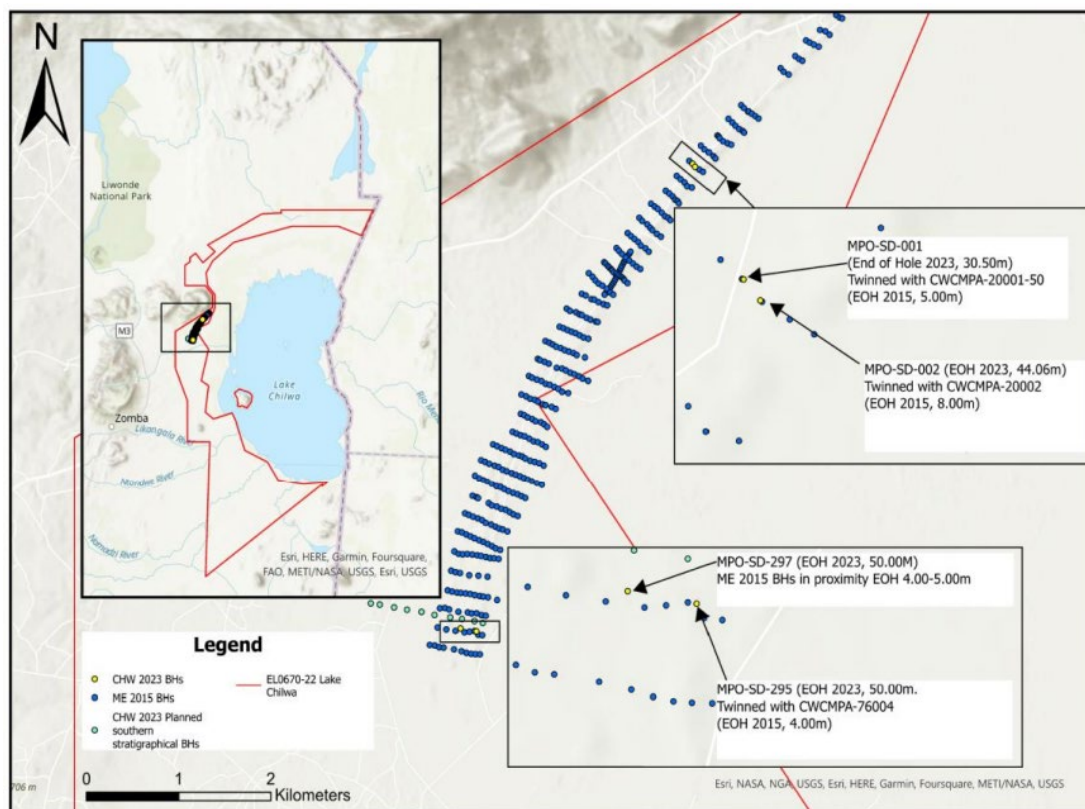 N
Liwonde
National Park
M3
Zomba
Likangala River
Lake
Chilwa
Namadzi River
Esri, HERE, Garmin, Foursquare,
FAO, METI/NASA, USGS, Esri, USGS
MPO-SD-001
(End of Hole 2023, 30.50m)
Twinned with CWCMPA-20001-50
(EOH 2015, 5.00m)
MPO-SD-002 (EOH 2023, 44.06m)
Twinned with CWCMPA-20002
(EOH 2015, 8.00m)
MPO-SD-297 (EOH 2023, 50.00M)
ME 2015 BHs in proximity EOH 4.00-5.00m
MPO-SD-295 (EOH 2023, 50.00m.
Twinned with CWCMPA-76004
(EOH 2015, 4.00m)
Legend
CHW 2023 BHs
ME 2015 BHs
CHW 2023 Planned
southern
stratigraphical BHs
EL0670-22 Lake
Chilwa
0 1 2
Kilometers
706 m
Esri, NASA, NGA, USGS, Esri, HERE, Garmin, Foursquare, METI/NASA, USGS